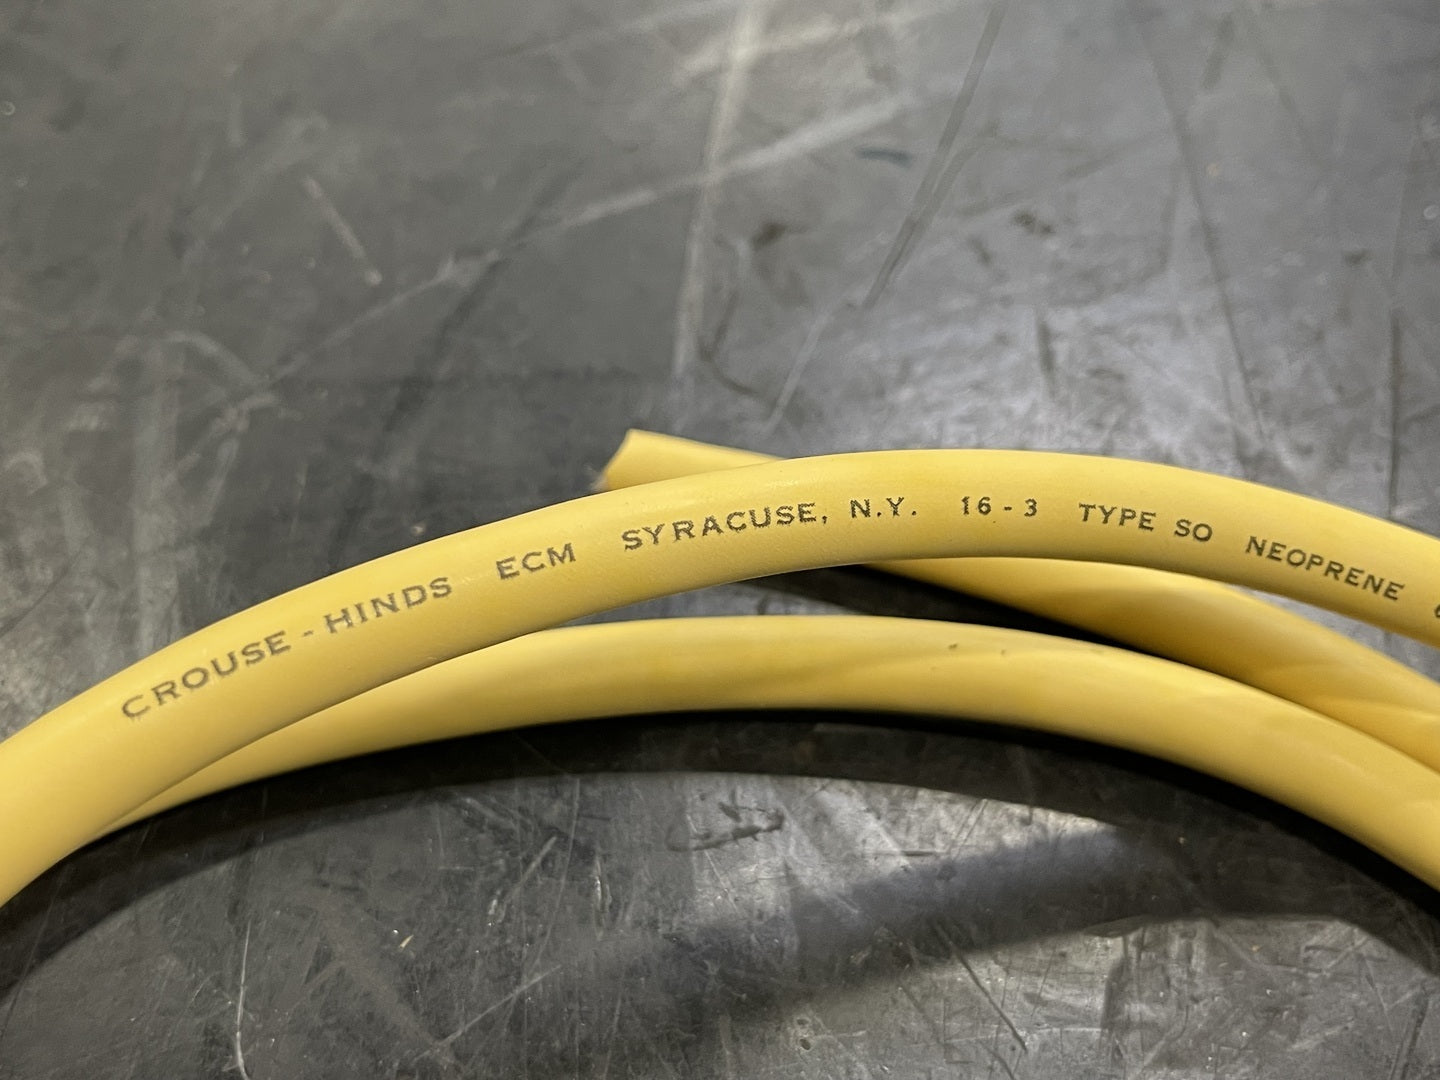 CROUSE-HINDS ECM SYRACUSE, N.Y. 16-3 TYPE SO NEOPRENE